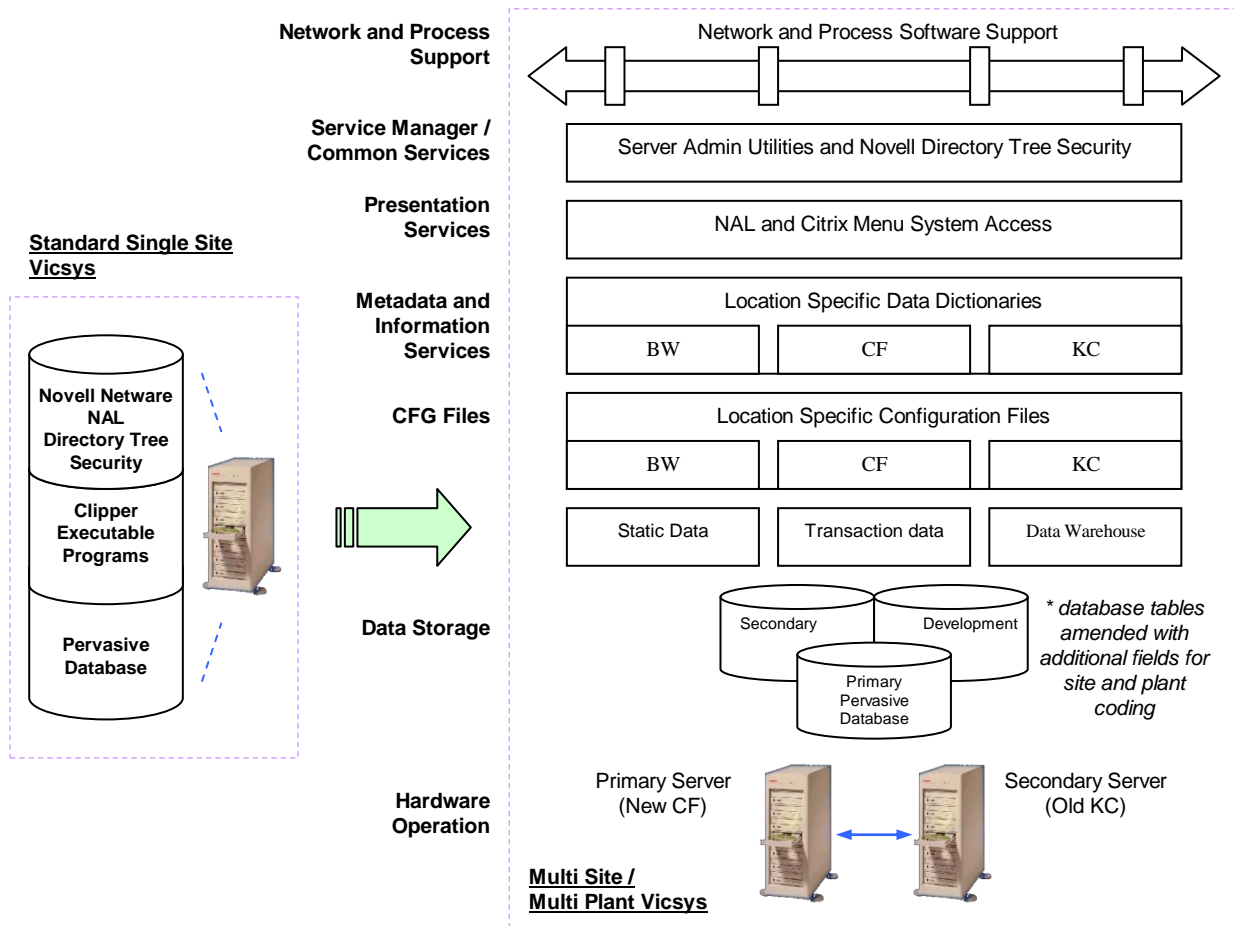 Network and Process
Support
Network and Process Software Support
Service Manager /
Common Services
Server Admin Utilities and Novell Directory Tree Security
Presentation
Services
NAL and Citrix Menu System Access
Standard Single Site
Vicsys
Novell Netware
NAL
Directory Tree
Security
Clipper
Executable
Programs
Pervasive
Database
Metadata and
Information
Services
Location Specific Data Dictionaries
BW
CF
KC
CFG Files
Location Specific Configuration Files
BW
CF
KC
Static Data
Transaction data
Data Warehouse
Data Storage
Secondary
Development
Primary
Pervasive
Database
* database tables
amended with
additional fields for
site and plant
coding
Hardware
Operation
Primary Server
(New CF)
Secondary Server
(Old KC)
Multi Site /
Multi Plant Vicsys